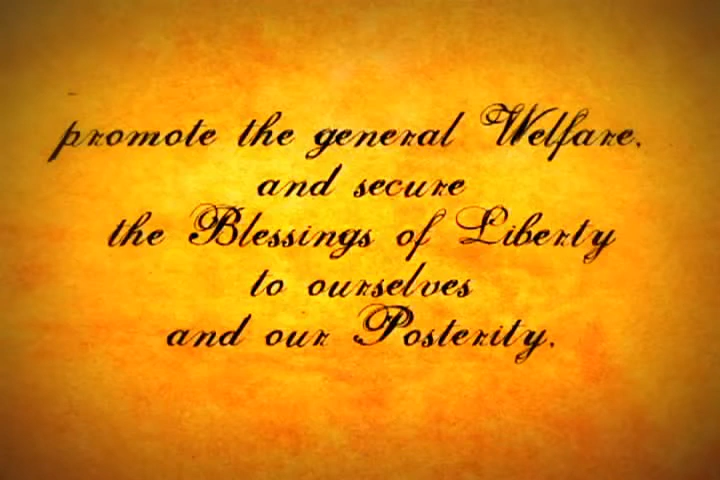 promote the general Welfare,
and secure
the Blessings of Liberty
to ourselves
and our Posterity,